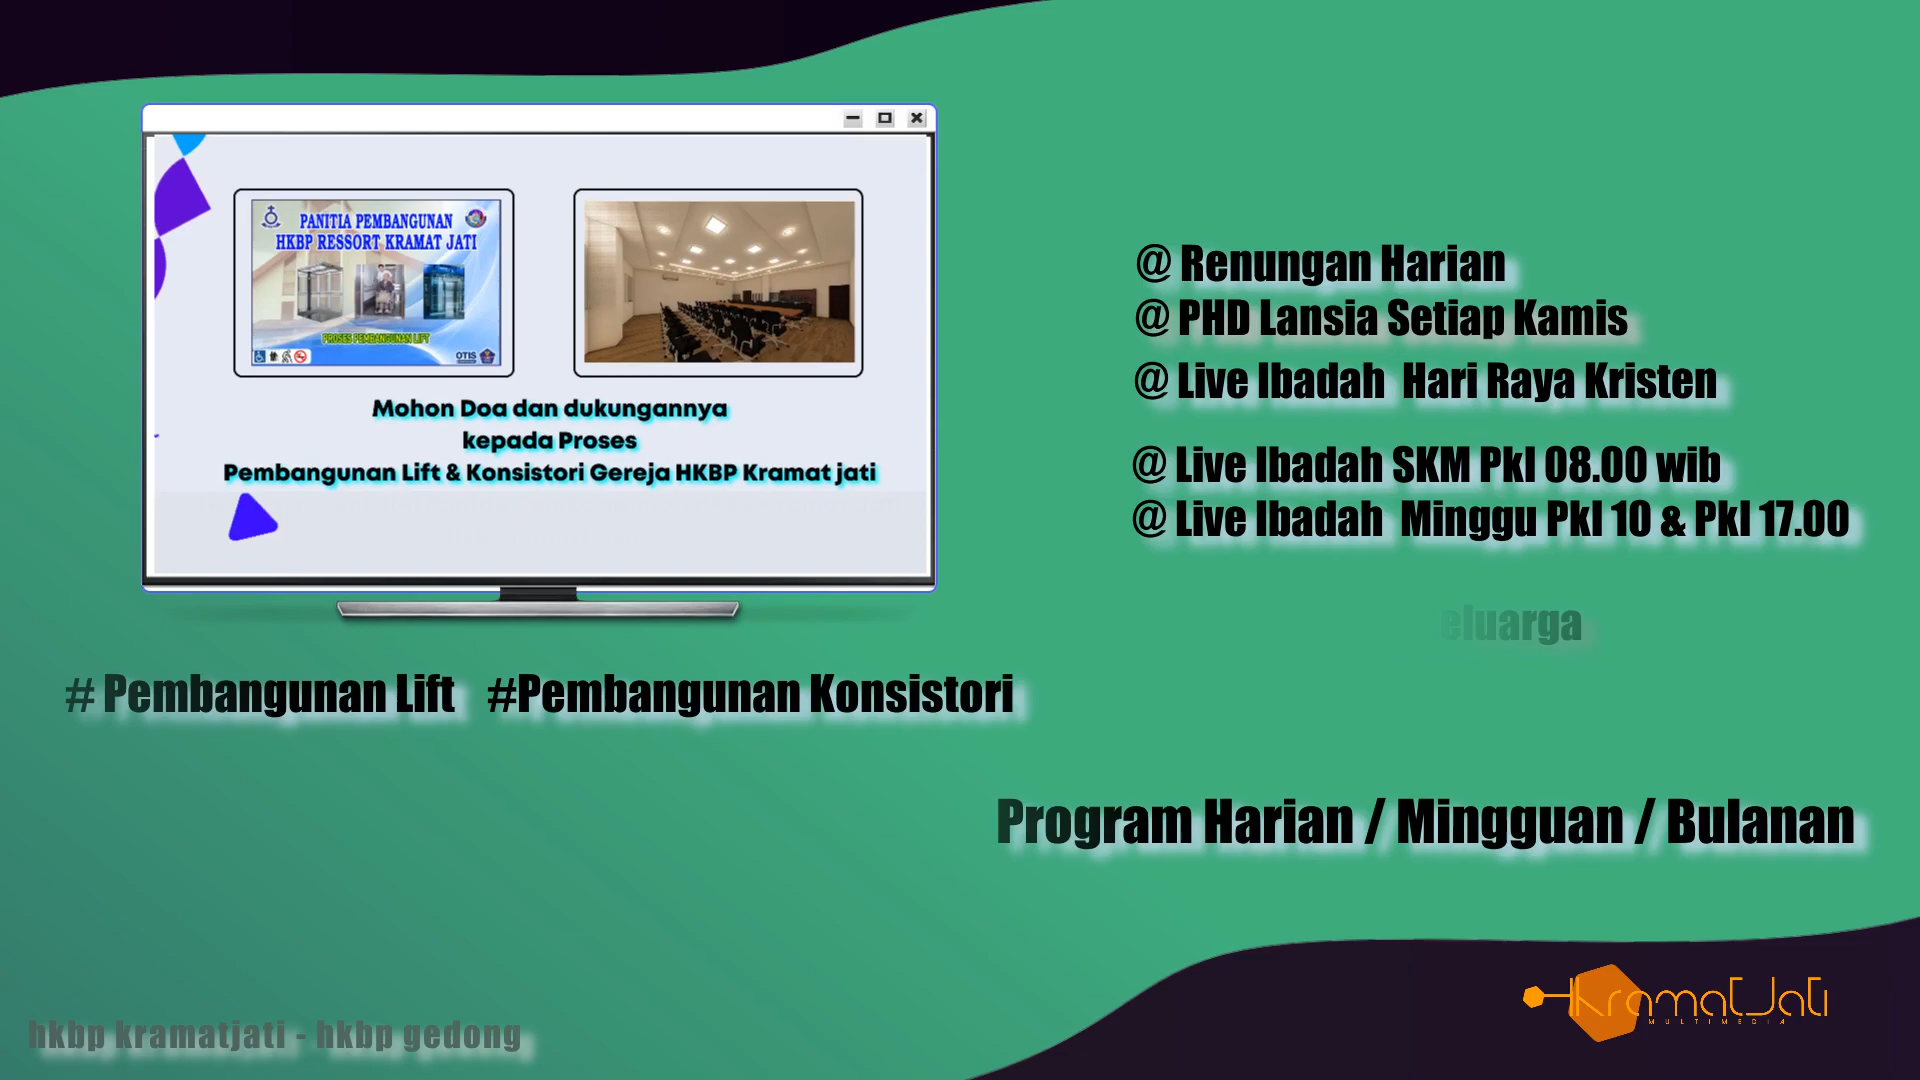 PANITIA PEMBANGUNAN
HKBP RESSORT KRAMAT JATI
PROSES PEMBANGUNAN LIFT
OTIS
Mohon Doa dan dukungannya
kepada Proses
Pembangunan Lift & Konsistori Gereja HKBP Kramat jati
# Pembangunan Lift #Pembangunan Konsistori
@ Renungan Harian
@ PHD Lansia Setiap Kamis
@ Live Ibadah Hari Raya Kristen
@ Live Ibadah SKM Pkl 08.00 wib
@ Live Ibadah Minggu Pkl 10 & Pkl 17.00
eluarga
Program Harian / Mingguan / Bulanan
KramatJati
MULTIMEDIA
hkbp kramatjati - hkbp gedong